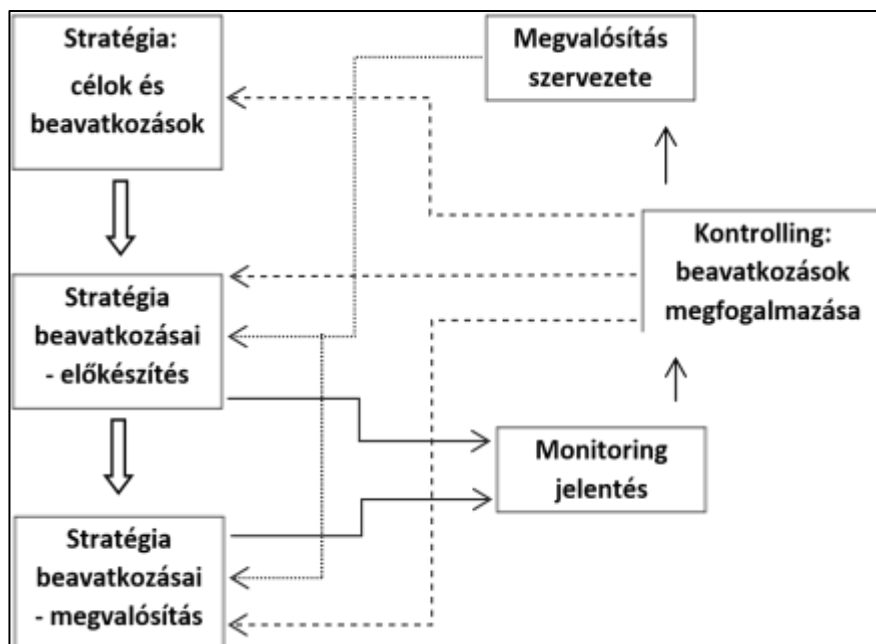 Stratégia:
célok és
beavatkozások
Megvalósítás
szervezete
Kontrolling:
beavatkozások
megfogalmazása
Stratégia
beavatkozásai
- előkészítés
Monitoring
jelentés
Stratégia
beavatkozásai
- megvalósítás